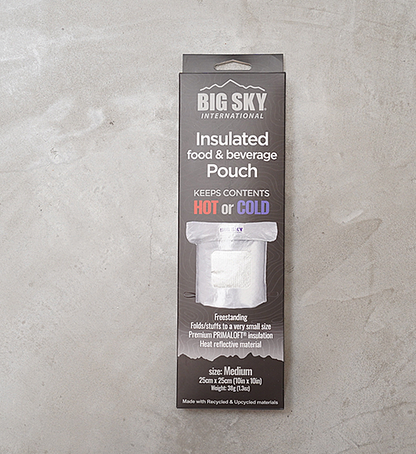 BIG SKY
INTERNATIONAL
Insulated
food & beverage
Pouch
KEEPS CONTENTS
HOT or COLD
BIG SKY
Freestanding
Folds/stuffs to a very small size
Premium PRIMALOFT® insulation
Heat reflective material
size: Medium
25cm x 25cm (10in x 10in)
Weight: 38g (1.3oz)
Made with Recycled & Upcycled materials